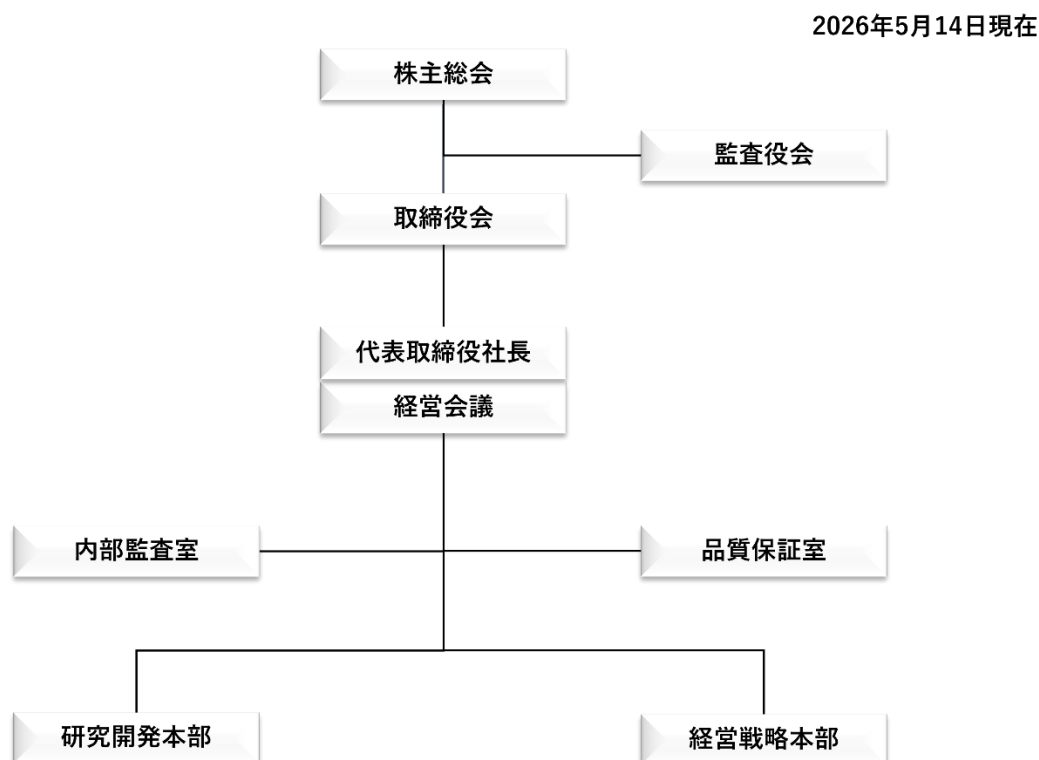 2026年5月14日現在
株主総会
監査役会
取締役会
代表取締役社長
経営会議
内部監査室
品質保証室
研究開発本部
経営戦略本部